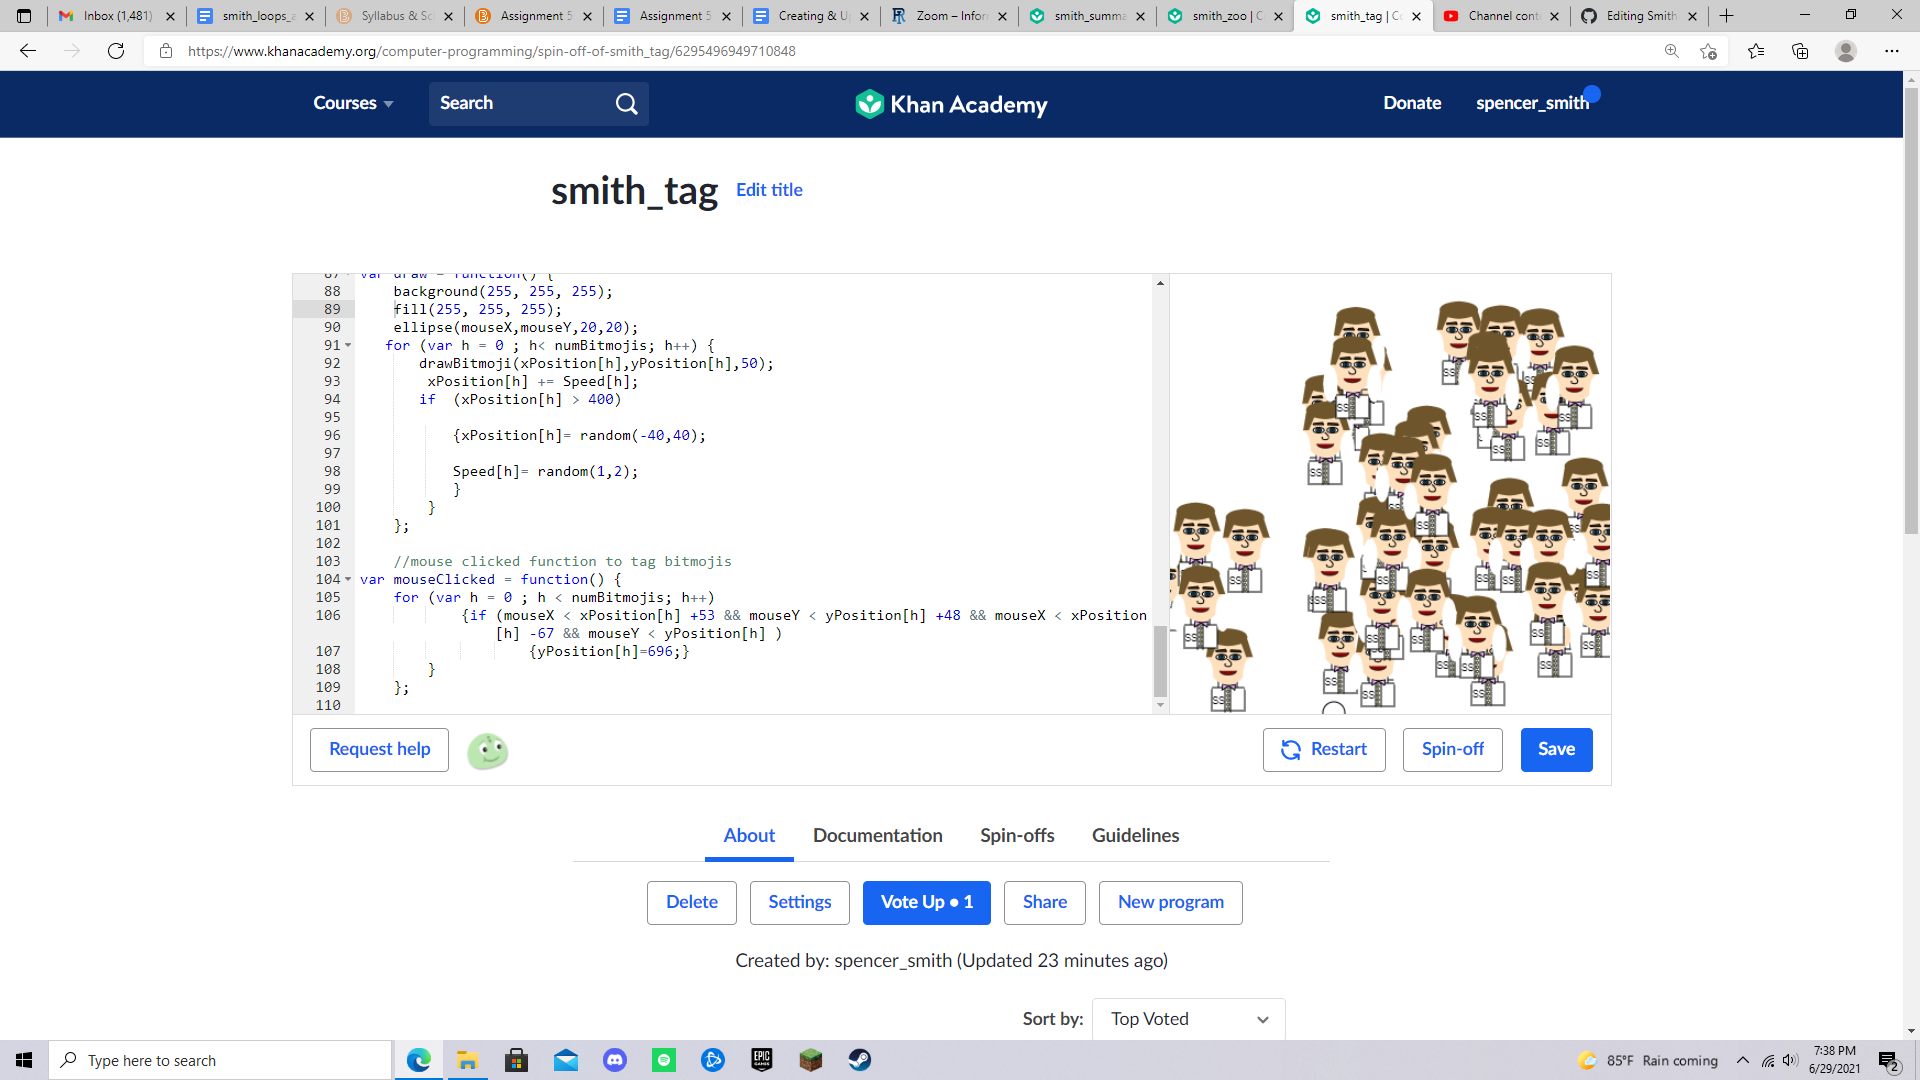 Inbox (1,481)
smith_loops_a
Syllabus & Sc
Assignment 5
Assignment 5
Creating & U
Zoom – Infor
smith_summa
smith_zoo | C
smith_tag | Co
Channel cont
Editing Smith
https://www.khanacademy.org/computer-programming/spin-off-of-smith_tag/6295496949710848
Courses
Search
Khan Academy
Donate
spencer_smith
smith_tag
Edit title
87 var draw = function() {
88 background(255, 255, 255);
89 fill(255, 255, 255);
90 ellipse(mouseX,mouseY,20,20);
91 for (var h = 0 ; h< numBitmojis; h++) {
92 drawBitmoji(xPosition[h],yPosition[h],50);
93 xPosition[h] += Speed[h];
94 if (xPosition[h] > 400)
95
96 {xPosition[h]= random(-40,40);
97
98 Speed[h]= random(1,2);
99 }
100 }
101 };
102
103 //mouse clicked function to tag bitmojis
104 var mouseClicked = function() {
105 for (var h = 0 ; h < numBitmojis; h++)
106 {if (mouseX < xPosition[h] +53 && mouseY < yPosition[h] +48 && mouseX < xPosition
[h] -67 && mouseY < yPosition[h] )
107 {yPosition[h]=696;}
108 }
109 };
110
Request help
Restart
Spin-off
Save
About
Documentation
Spin-offs
Guidelines
Delete
Settings
Vote Up • 1
Share
New program
Created by: spencer_smith (Updated 23 minutes ago)
Sort by:
Top Voted
Type here to search
85°F Rain coming
7:38 PM
6/29/2021
2